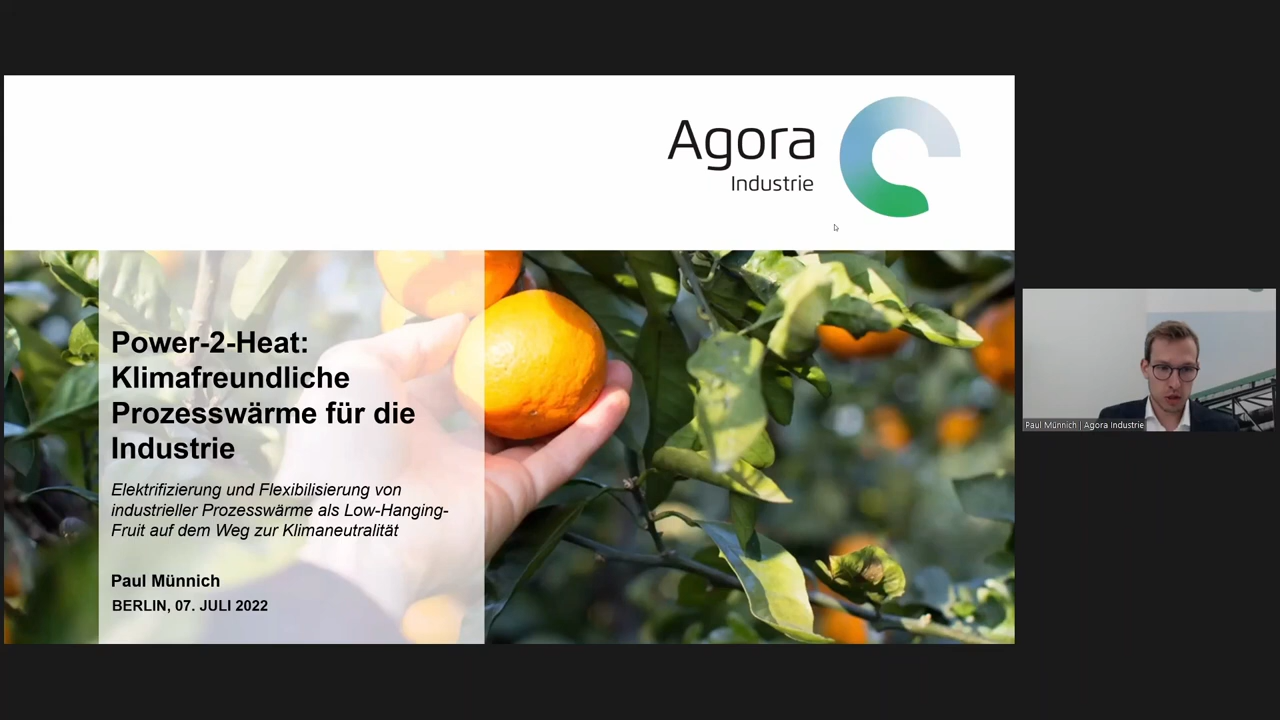 Agora
Industrie
Power-2-Heat:
Klimafreundliche
Prozesswärme für die
Industrie
Elektrifizierung und Flexibilisierung von
industrieller Prozesswärme als Low-Hanging-
Fruit auf dem Weg zur Klimaneutralität
Paul Münnich
BERLIN, 07. JULI 2022
Paul Münnich | Agora Industrie